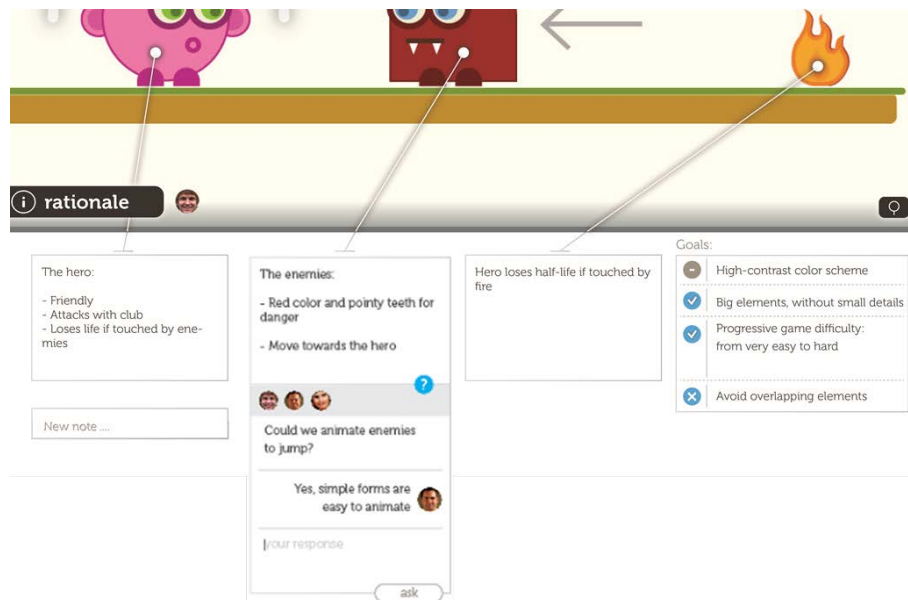 rationale
The hero:
- Friendly
- Attacks with club
- Loses life if touched by ene-
mies
New note ....
The enemies:
- Red color and pointy teeth for
danger
- Move towards the hero
?
Could we animate enemies
to jump?
Yes, simple forms are
easy to animate
your response
ask
Hero loses half-life if touched by
fire
Goals:
High-contrast color scheme
Big elements, without small details
Progressive game difficulty:
from very easy to hard
Avoid overlapping elements